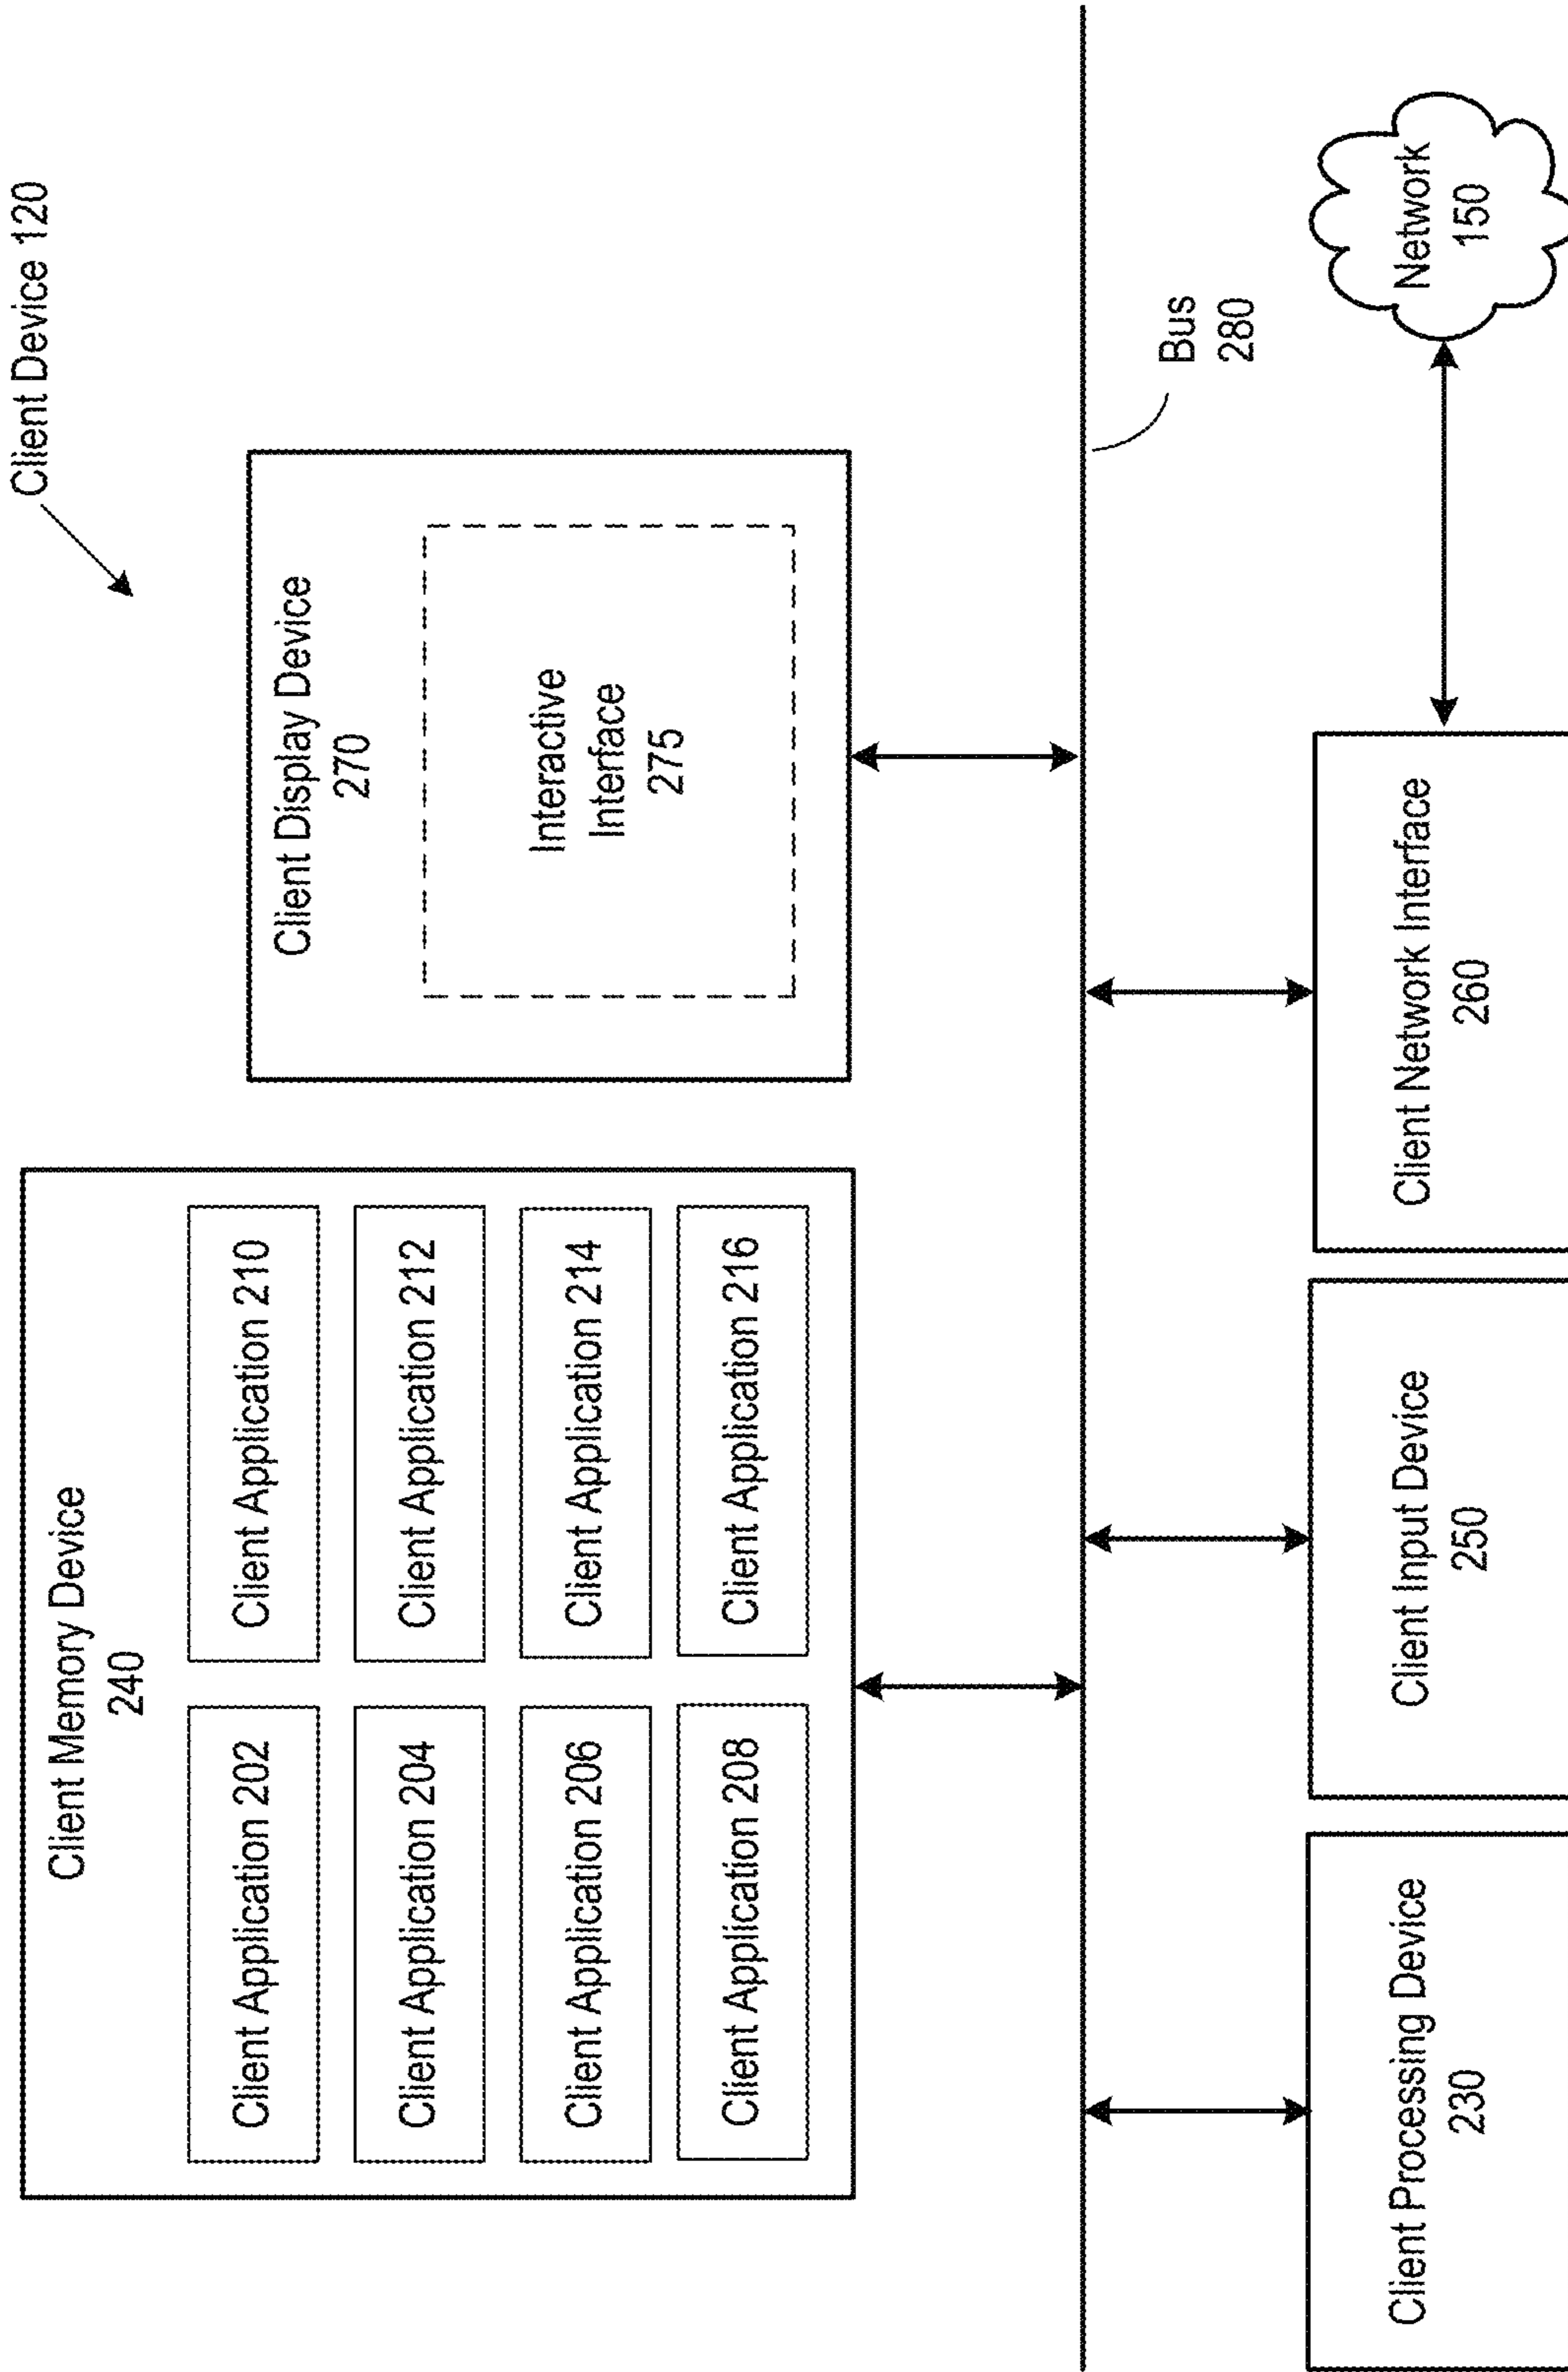 Client Device 120
Client Memory Device
240
Client Application 202
Client Application 210
Client Application 204
Client Application 212
Client Application 206
Client Application 214
Client Application 208
Client Application 216
Client Display Device
270
Interactive
Interface
275
Bus
280
Client Processing Device
230
Client Input Device
250
Client Network Interface
260
Network
150